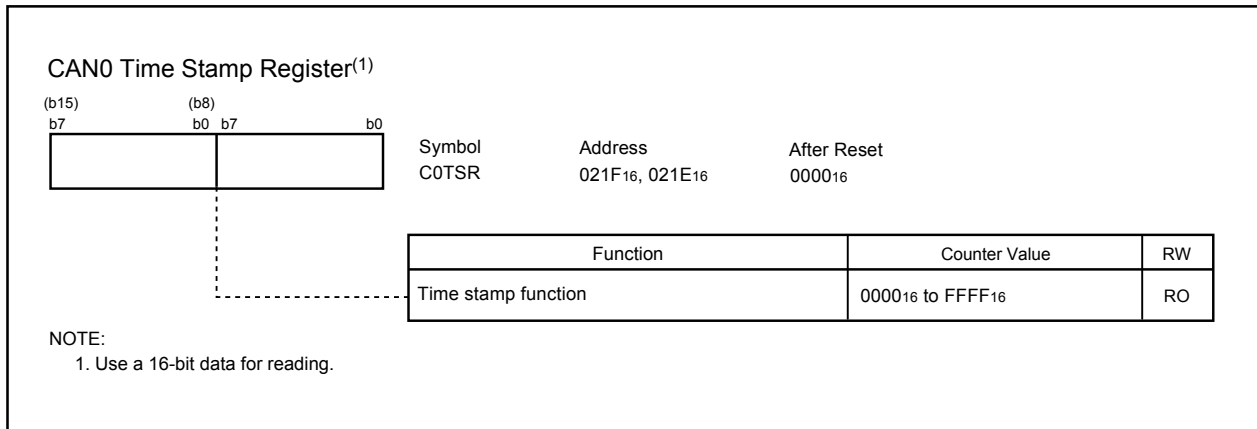 CAN0 Time Stamp Register(1)
(b15) (b8)
b7 b0 b7 b0
Symbol Address After Reset
C0TSR 021F16, 021E16 000016
Function Counter Value RW
Time stamp function 000016 to FFFF16 RO
NOTE:
1. Use a 16-bit data for reading.